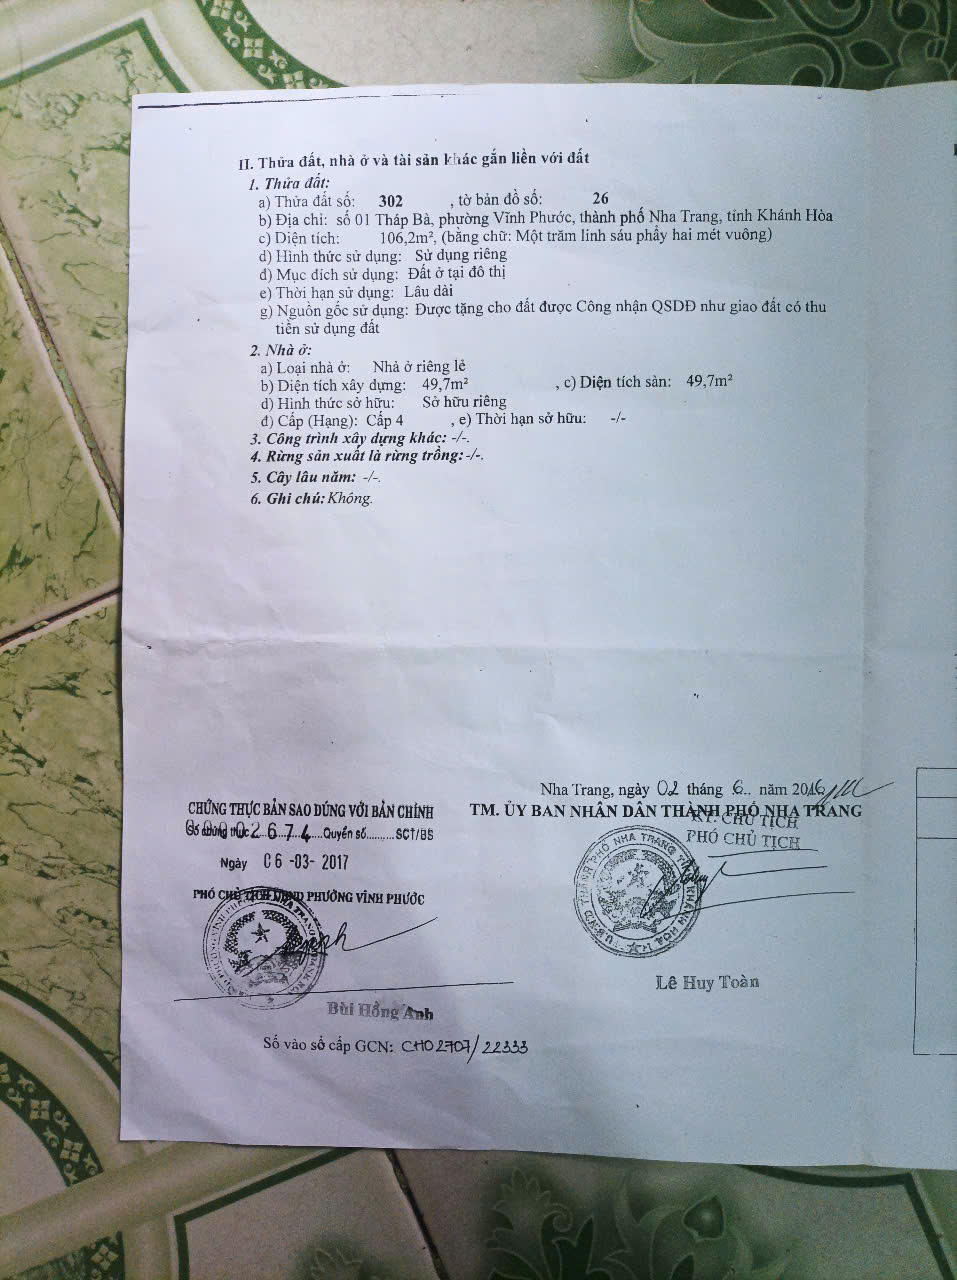 II. Thửa đất, nhà ở và tài sản khác gắn liền với đất
1. Thửa đất:
a) Thửa đất số: 302 , tờ bản đồ số: 26
b) Địa chỉ: số 01 Tháp Bà, phường Vĩnh Phước, thành phố Nha Trang, tỉnh Khánh Hòa
c) Diện tích: 106,2m², (bằng chữ: Một trăm linh sáu phẩy hai mét vuông)
d) Hình thức sử dụng: Sử dụng riêng
đ) Mục đích sử dụng: Đất ở tại đô thị
e) Thời hạn sử dụng: Lâu dài
g) Nguồn gốc sử dụng: Được tặng cho đất được Công nhận QSDĐ như giao đất có thu
tiền sử dụng đất
2. Nhà ở:
a) Loại nhà ở: Nhà ở riêng lẻ
b) Diện tích xây dựng: 49,7m² , c) Diện tích sàn: 49,7m²
d) Hình thức sở hữu: Sở hữu riêng
đ) Cấp (Hạng): Cấp 4 , e) Thời hạn sở hữu: -/-
3. Công trình xây dựng khác: -/-.
4. Rừng sản xuất là rừng trồng: -/-.
5. Cây lâu năm: -/-.
6. Ghi chú: Không.
Nha Trang, ngày 02 tháng 6.. năm 2016
TM. ỦY BAN NHÂN DÂN THÀNH PHỐ NHA TRANG
KT. CHỦ TỊCH
PHÓ CHỦ TỊCH
Lê Huy Toàn
CHỨNG THỰC BẢN SAO ĐÚNG VỚI BẢN CHÍNH
Số chứng thực 2674 Quyển số.......... SCT/BS
Ngày 06-03-2017
PHÓ CHỦ TỊCH UBND PHƯỜNG VĨNH PHƯỚC
Bùi Hồng Anh
Số vào sổ cấp GCN: CH02707/22333